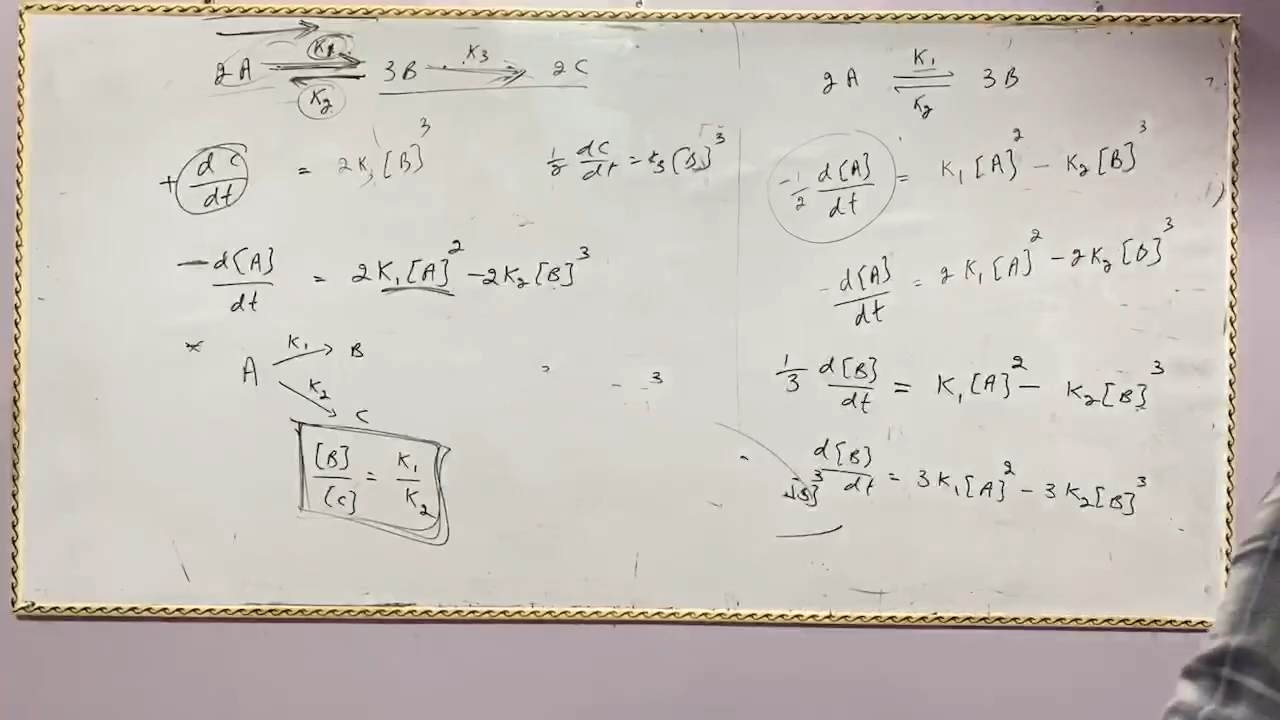 2A ⇌ 3B → 2C
K1 K2 K3
+ dC/dt = 2K3[B]^3
1/2 dC/dt = K3[B]^3
-d[A]/dt = 2K1[A]^2 - 2K2[B]^3
* A
K1 → B
K2 → C
[B]/[C] = K1/K2
3
2A ⇌ 3B
K1
K2
-1/2 d[A]/dt = K1[A]^2 - K2[B]^3
-d[A]/dt = 2K1[A]^2 - 2K2[B]^3
1/3 d[B]/dt = K1[A]^2 - K2[B]^3
d[B]/dt = 3K1[A]^2 - 3K2[B]^3